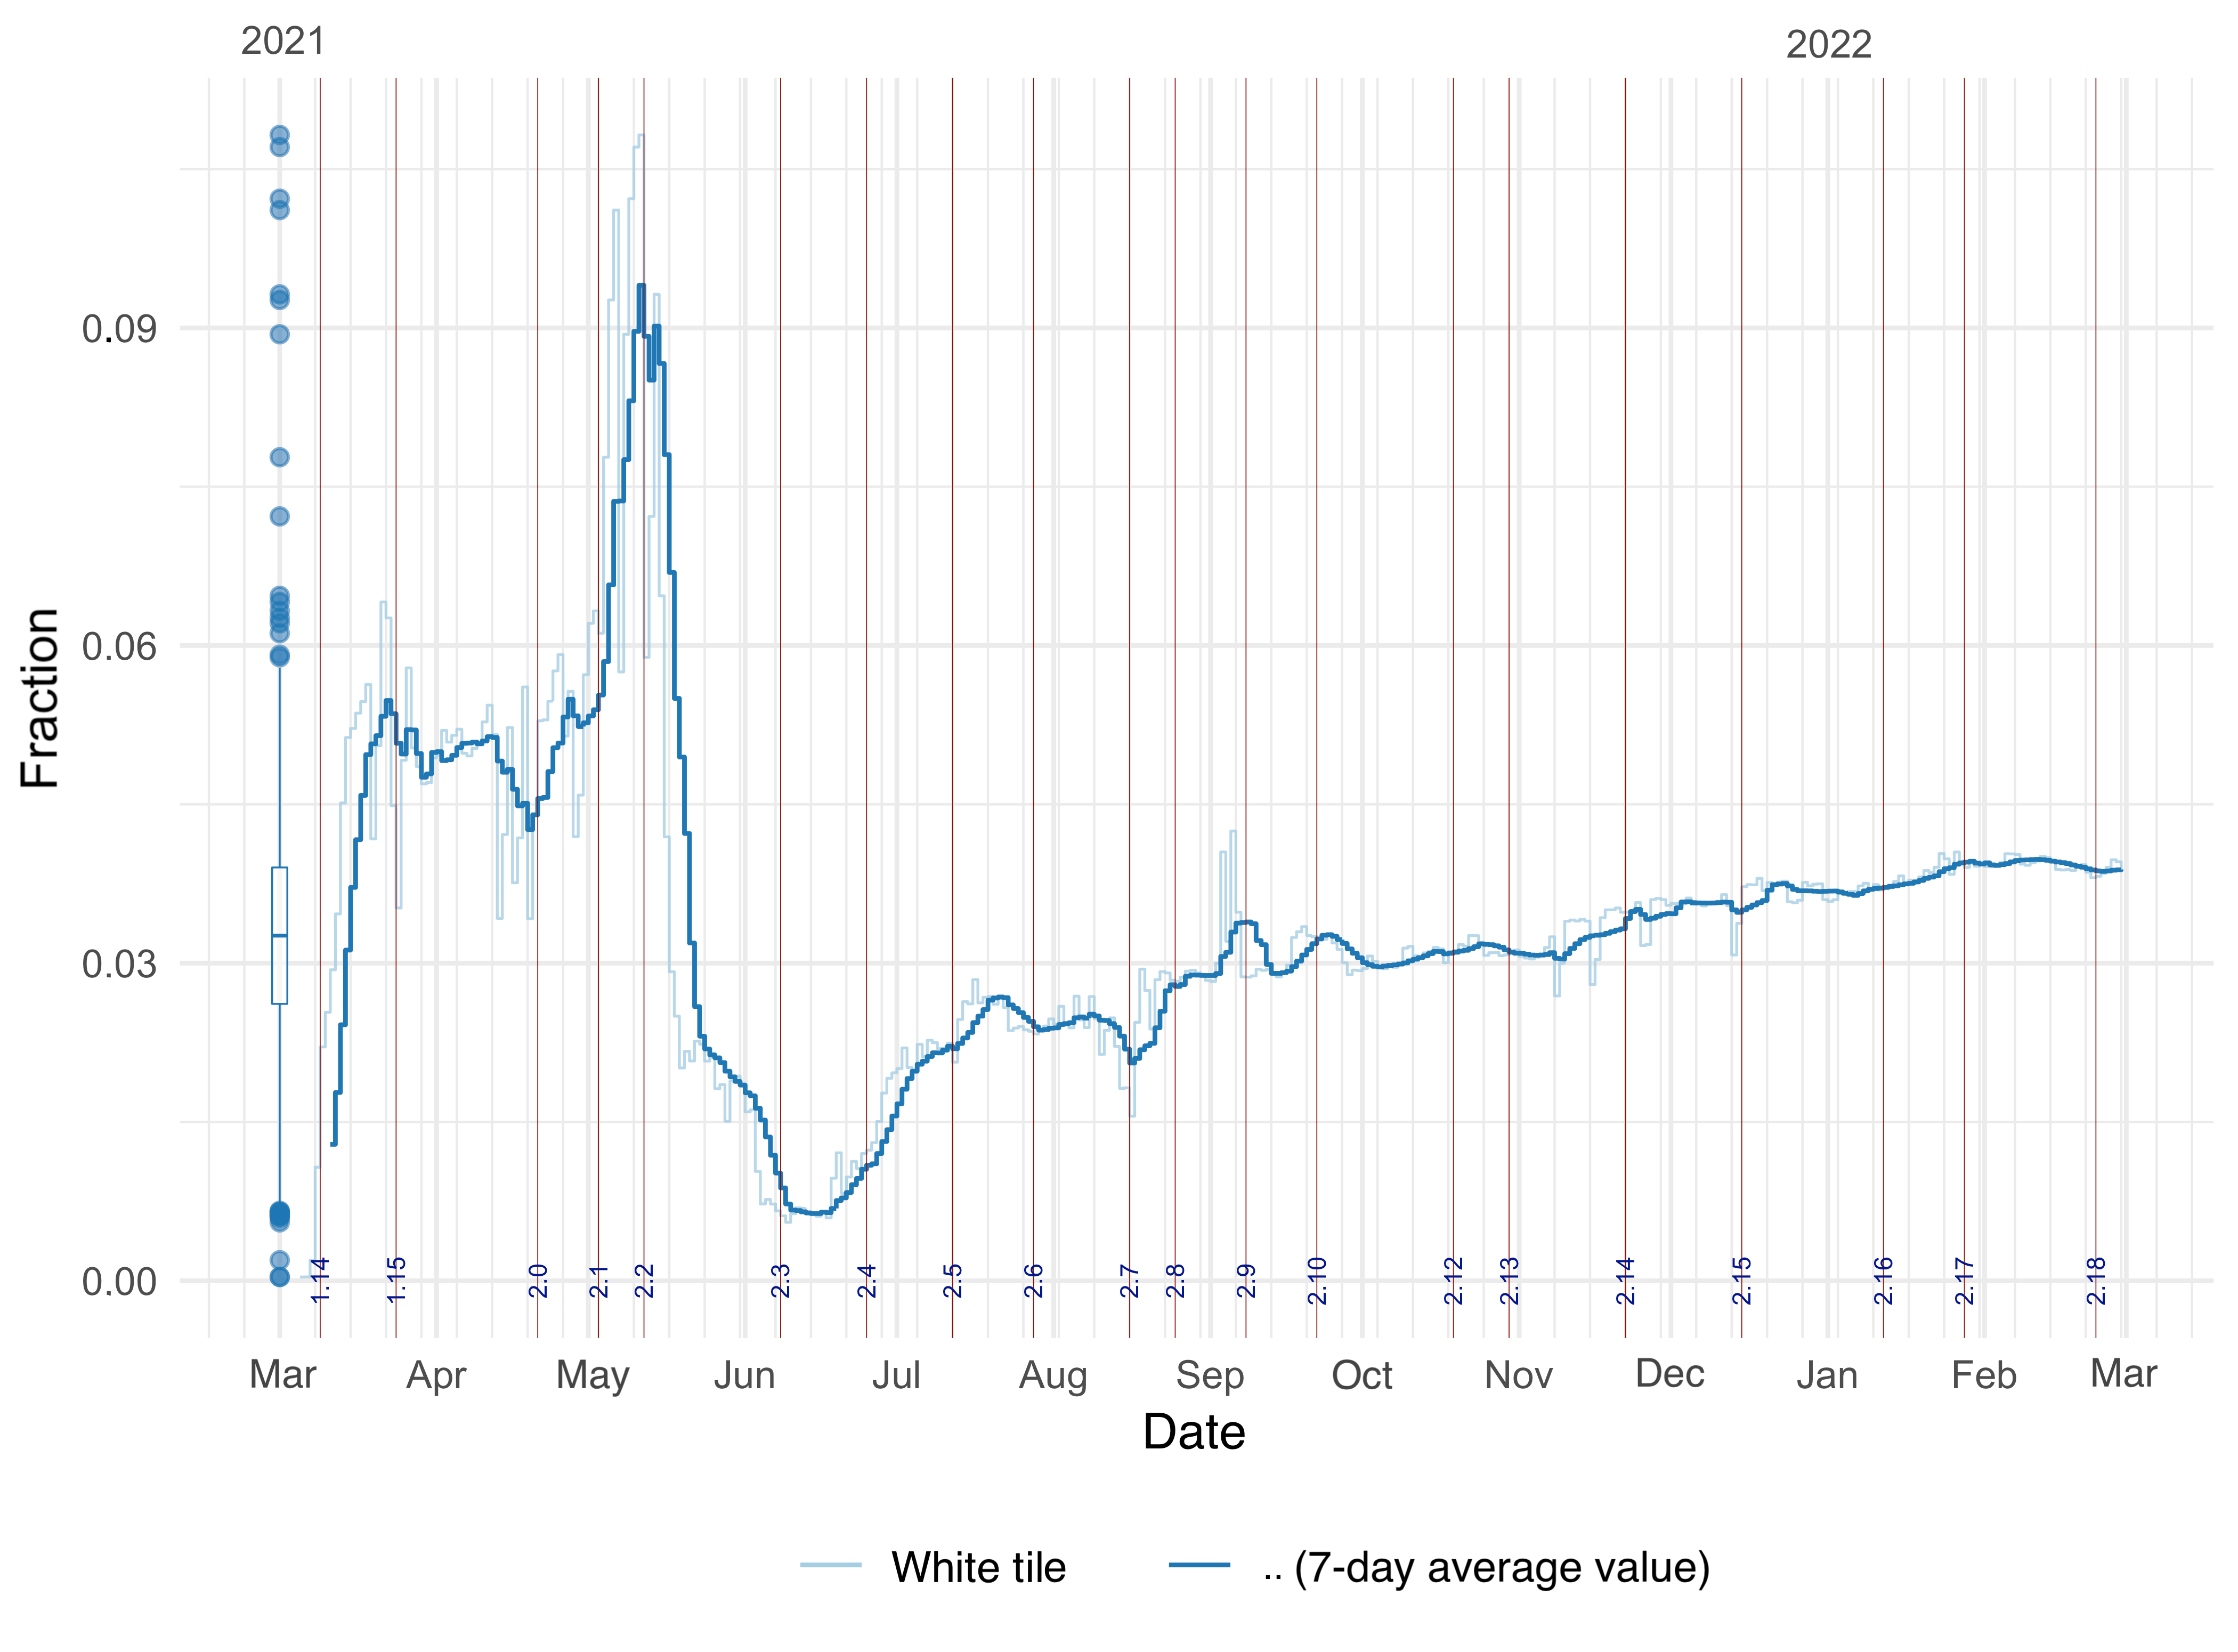 2021 2022
0.09
0.06
0.03
0.00
Fraction
1.14 1.15 2.0 2.1 2.2 2.3 2.4 2.5 2.6 2.7 2.8 2.9 2.10 2.12 2.13 2.14 2.15 2.16 2.17 2.18
Mar Apr May Jun Jul Aug Sep Oct Nov Dec Jan Feb Mar
Date
White tile .. (7-day average value)